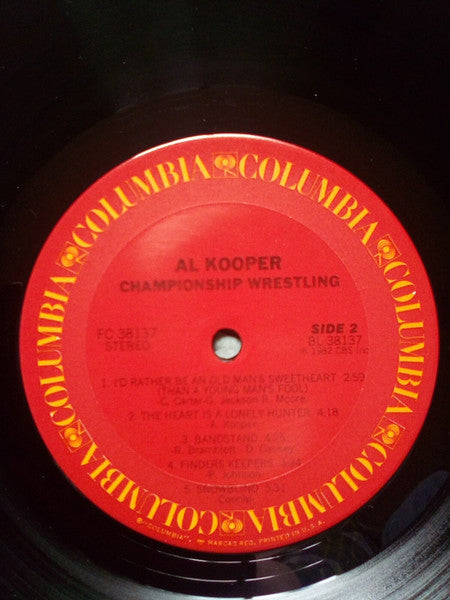 COLUMBIA COLUMBIA COLUMBIA COLUMBIA COLUMBIA COLUMBIA
AL KOOPER
CHAMPIONSHIP WRESTLING
FC 38137
STEREO
SIDE 2
BL 38137
℗ 1982 CBS Inc.
1. I'D RATHER BE AN OLD MAN'S SWEETHEART 2:59
(THAN A YOUNG MAN'S FOOL)
C. Carter-G. Jackson-R. Moore
2. THE HEART IS A LONELY HUNTER 4:18
A. Kooper
3. BANDSTAND
R. Bramblett - D.
4. FINDERS KEEPERS
5. SNOWBLIND 3:31
"COLUMBIA", MARCAS REG. PRINTED IN U.S.A.